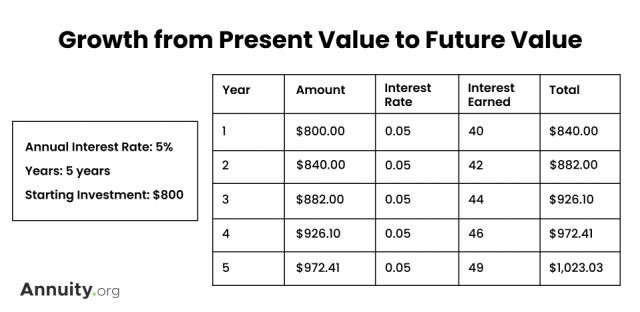 Growth from Present Value to Future Value
Annual Interest Rate: 5%
Years: 5 years
Starting Investment: $800
Year Amount Interest Rate Interest Earned Total
1 $800.00 0.05 40 $840.00
2 $840.00 0.05 42 $882.00
3 $882.00 0.05 44 $926.10
4 $926.10 0.05 46 $972.41
5 $972.41 0.05 49 $1,023.03
Annuity.org